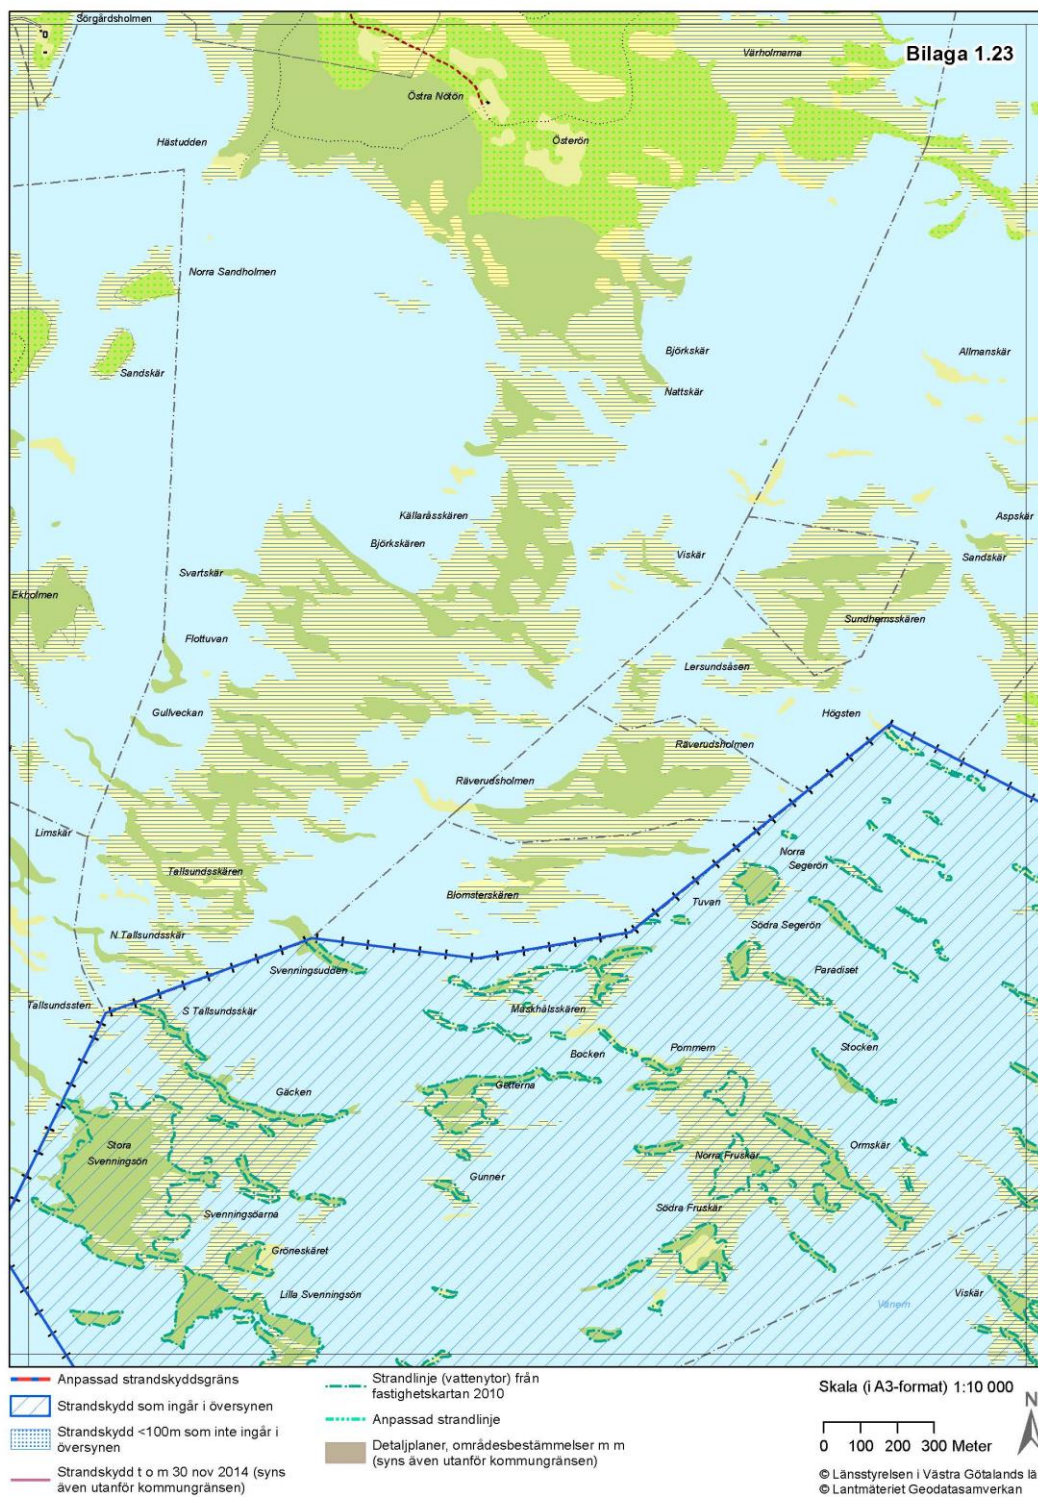 Sörgårdsholmen
Värholmarna
Bilaga 1.23
Östra Nötön
Hästudden
Österön
Norra Sandholmen
Björkskär
Allmanskär
Sandskär
Nattskär
Källaråsskären
Aspskär
Björkskären
Viskär
Sandskär
Svartskär
Ekholmen
Sundhemsskären
Flottuvan
Lersundsåsen
Gullveckan
Högsten
Räverudsholmen
Räverudsholmen
Limskär
Norra
Segerön
Tallsundsskären
Blomsterskären
Tuvan
Södra Segerön
N Tallsundsskär
Svenningsudden
Paradiset
Tallsundssten
S Tallsundsskär
Måskhålsskären
Stocken
Bocken
Pommern
Gäcken
Getterna
Stora
Svenningsön
Ormskär
Norra Fruskär
Gunner
Svenningsöarna
Södra Fruskär
Gröneskäret
Lilla Svenningsön
Viskär
Vänern
Anpassad strandskyddsgräns
Strandskydd som ingår i översynen
Strandskydd <100m som inte ingår i
översynen
Strandskydd t o m 30 nov 2014 (syns
även utanför kommungränsen)
Strandlinje (vattenytor) från
fastighetskartan 2010
Anpassad strandlinje
Detaljplaner, områdesbestämmelser m m
(syns även utanför kommungränsen)
Skala (i A3-format) 1:10 000
N
0 100 200 300 Meter
© Länsstyrelsen i Västra Götalands lä
© Lantmäteriet Geodatasamverkan